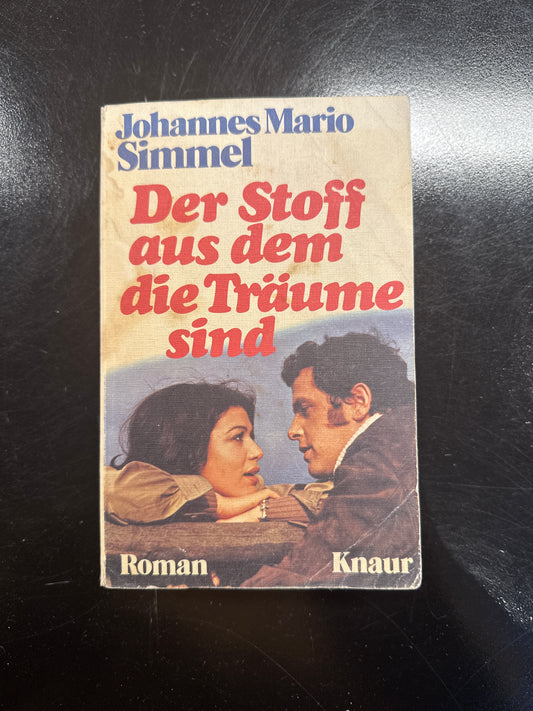 Johannes Mario
Simmel
Der Stoff
aus dem
die Träume
sind
Roman
Knaur